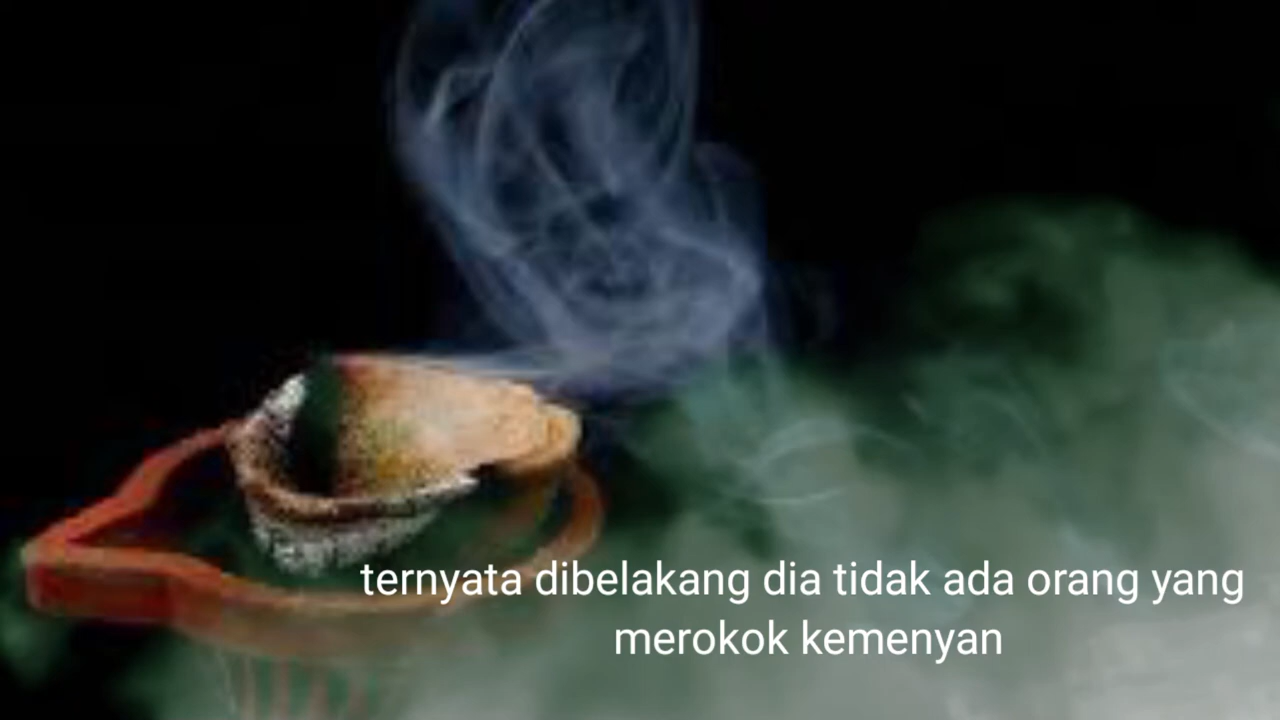 ternyata dibelakang dia tidak ada orang yang
merokok kemenyan